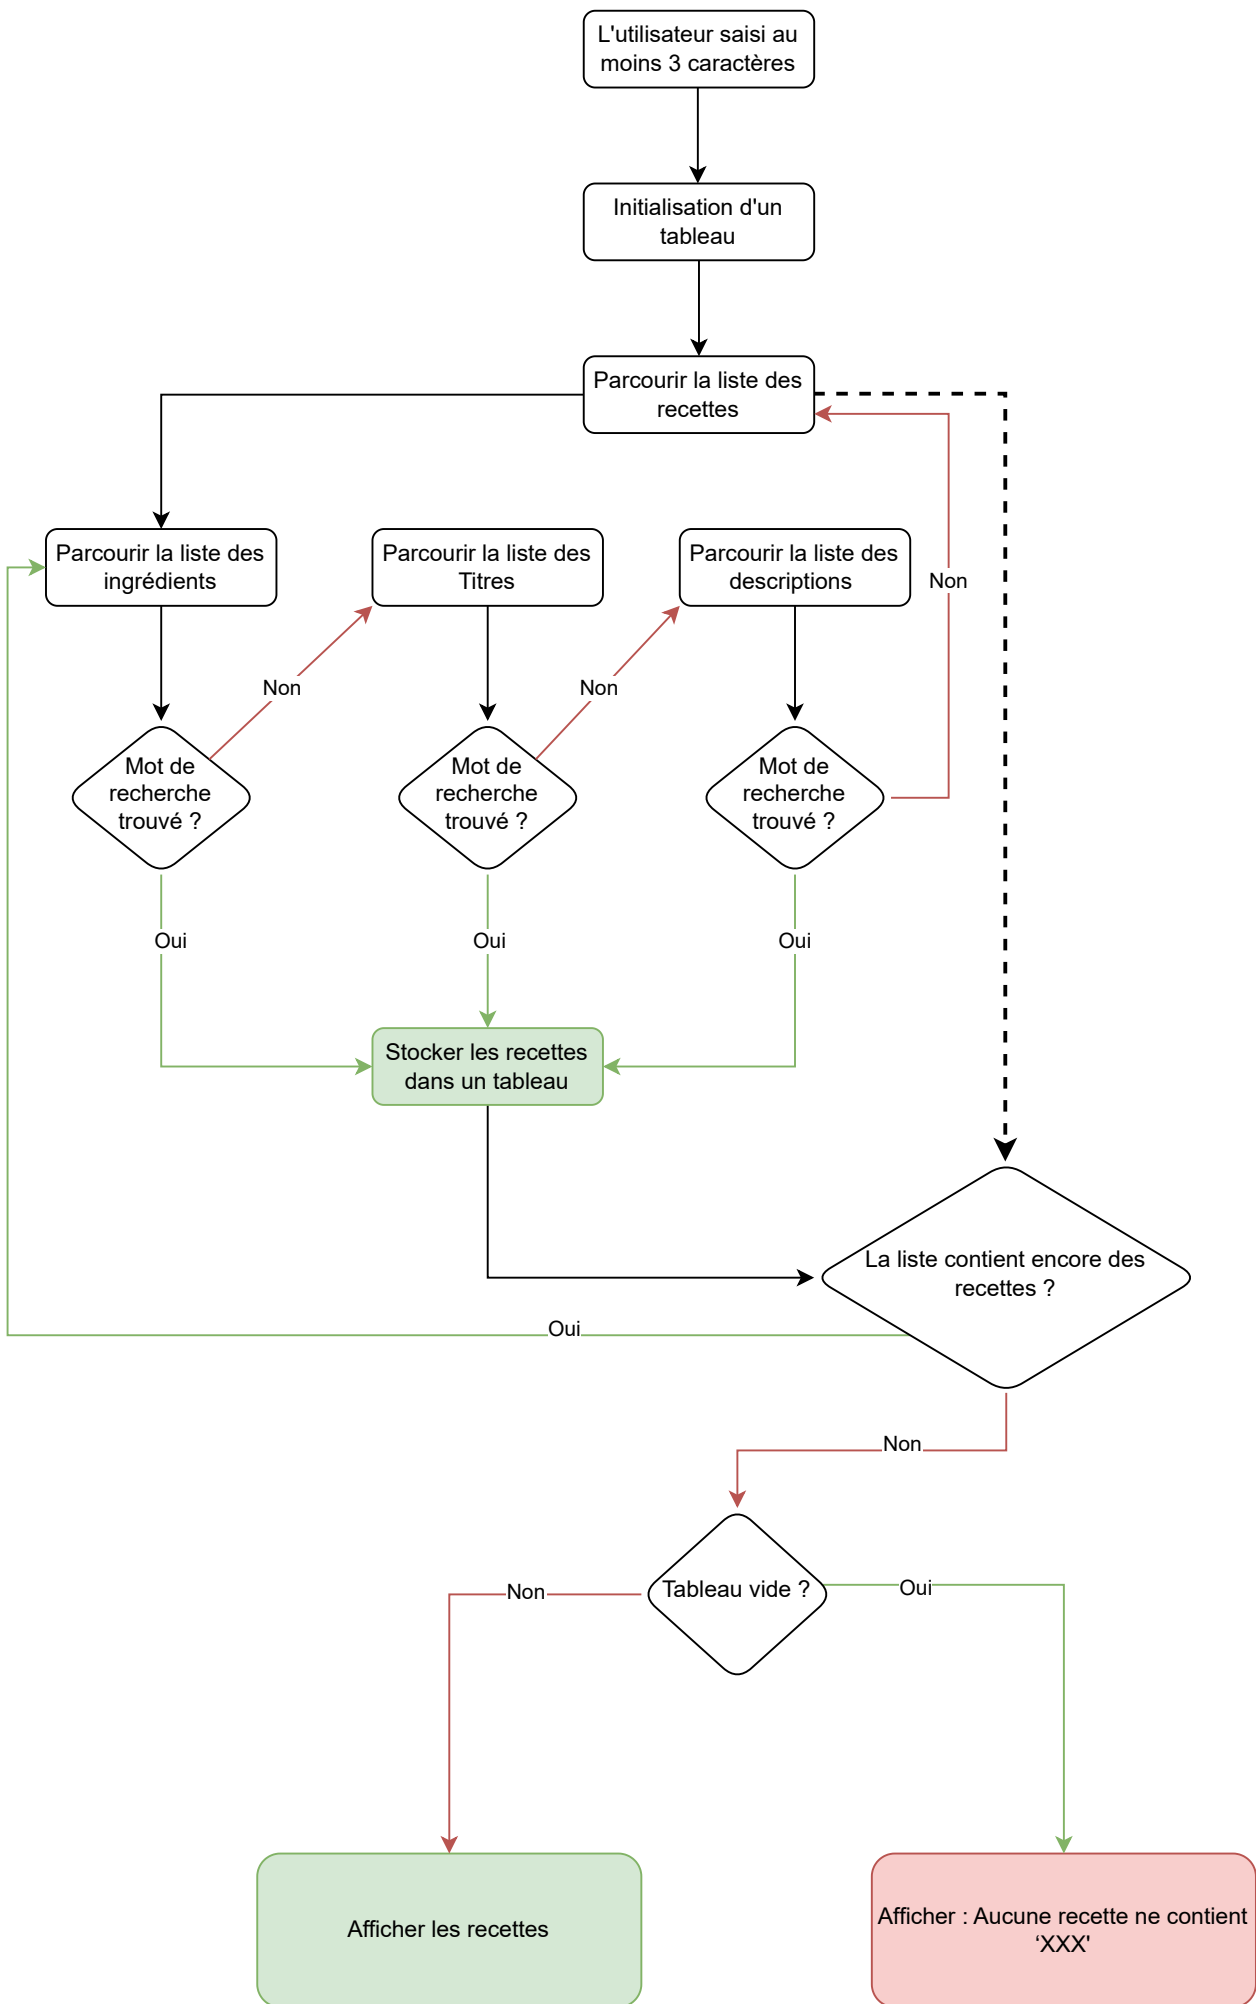 L'utilisateur saisi au
moins 3 caractères
Initialisation d'un
tableau
Parcourir la liste des
recettes
Parcourir la liste des
ingrédients
Parcourir la liste des
Titres
Parcourir la liste des
descriptions
Non
Non
Non
Mot de
recherche
trouvé ?
Mot de
recherche
trouvé ?
Mot de
recherche
trouvé ?
Oui
Oui
Oui
Stocker les recettes
dans un tableau
La liste contient encore des
recettes ?
Oui
Non
Tableau vide ?
Non
Oui
Afficher les recettes
Afficher : Aucune recette ne contient
‘XXX'